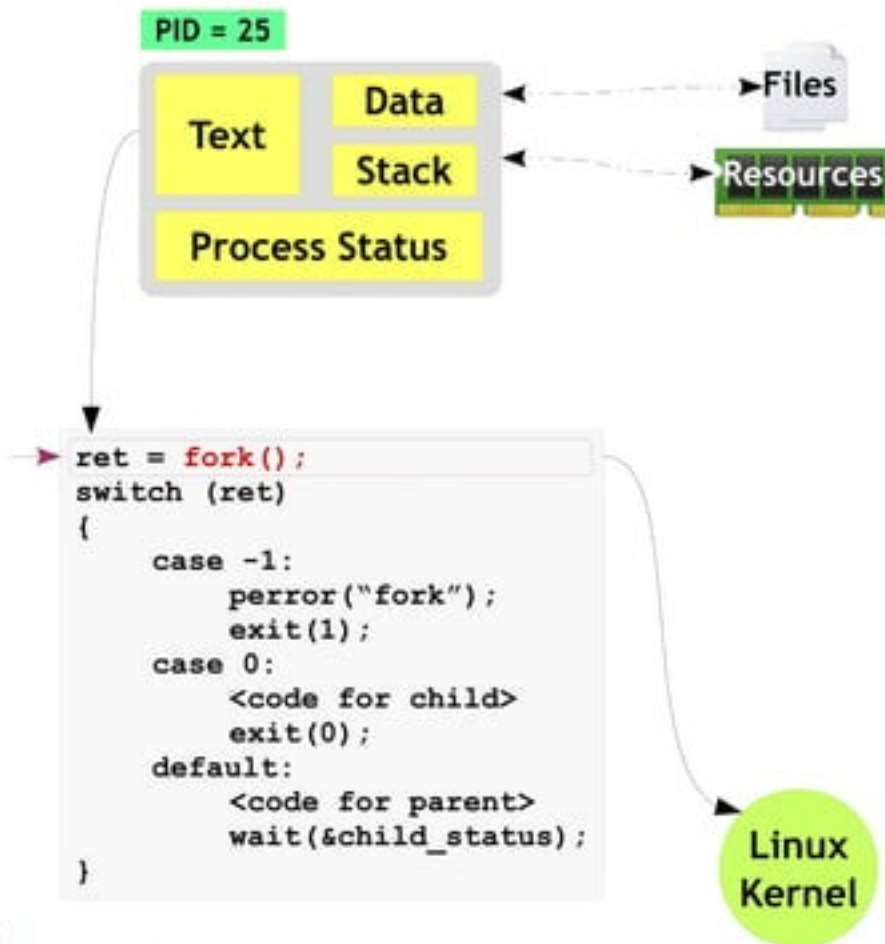 PID = 25
Text
Data
Stack
Process Status
Files
Resources
ret = fork();
switch (ret)
{
case -1:
perror(“fork”);
exit(1);
case 0:
<code for child>
exit(0);
default:
<code for parent>
wait(&child_status);
}
Linux
Kernel